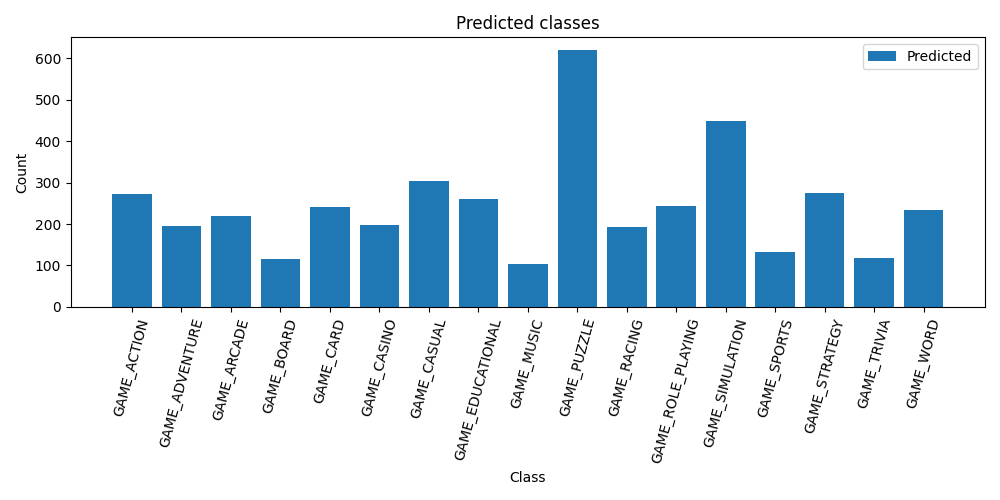 Predicted classes
Predicted
Count
600
500
400
300
200
100
0
GAME_ACTION
GAME_ADVENTURE
GAME_ARCADE
GAME_BOARD
GAME_CARD
GAME_CASINO
GAME_CASUAL
GAME_EDUCATIONAL
GAME_MUSIC
GAME_PUZZLE
GAME_RACING
GAME_ROLE_PLAYING
GAME_SIMULATION
GAME_SPORTS
GAME_STRATEGY
GAME_TRIVIA
GAME_WORD
Class